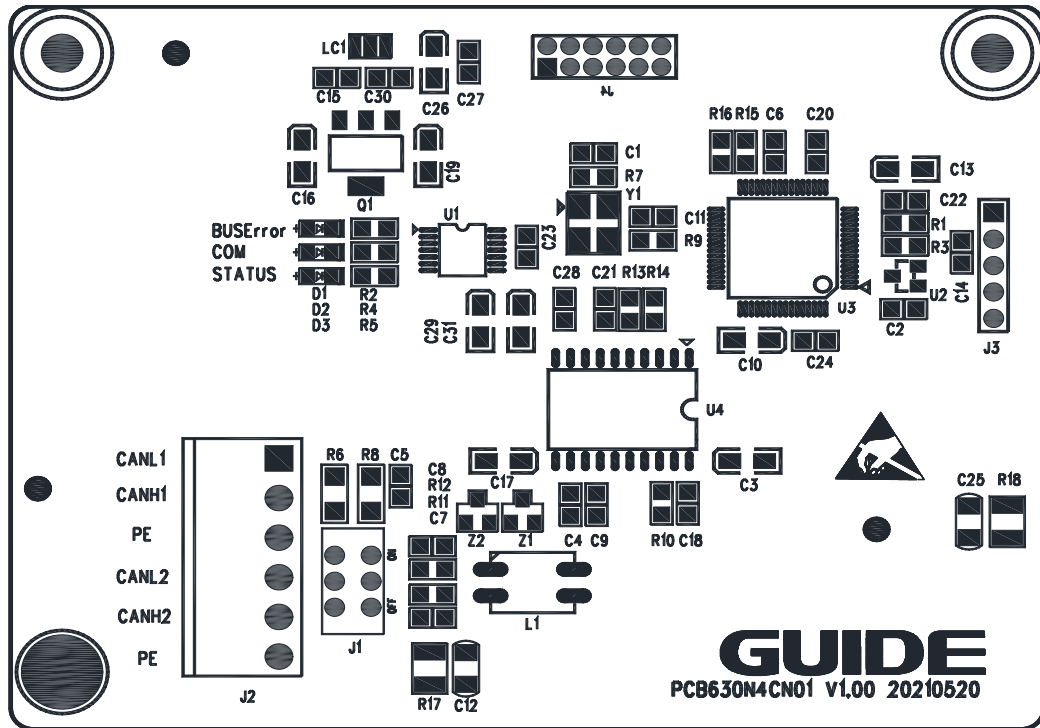 LC1
C15 C30
C26
C27
C16
C19
Q1
R16 R15 C6 C20
C1
R7
Y1
C13
C22
R1
R3
C11
R9
U1
C23
BUSError
COM
STATUS
D1 R2
D2 R4
D3 R5
C28 C21 R13 R14
C29 C31
U3
U2
C14
C2
J3
C10
C24
U4
CANL1
CANH1
PE
CANL2
CANH2
PE
J2
R6 R8 C5
C8
R12
R11
C7
C17
Z2 Z1
C4 C9
R10 C18
C3
C25 R18
ON
OFF
J1
L1
R17 C12
GUIDE
PCB630N4CN01 V1.00 20210520